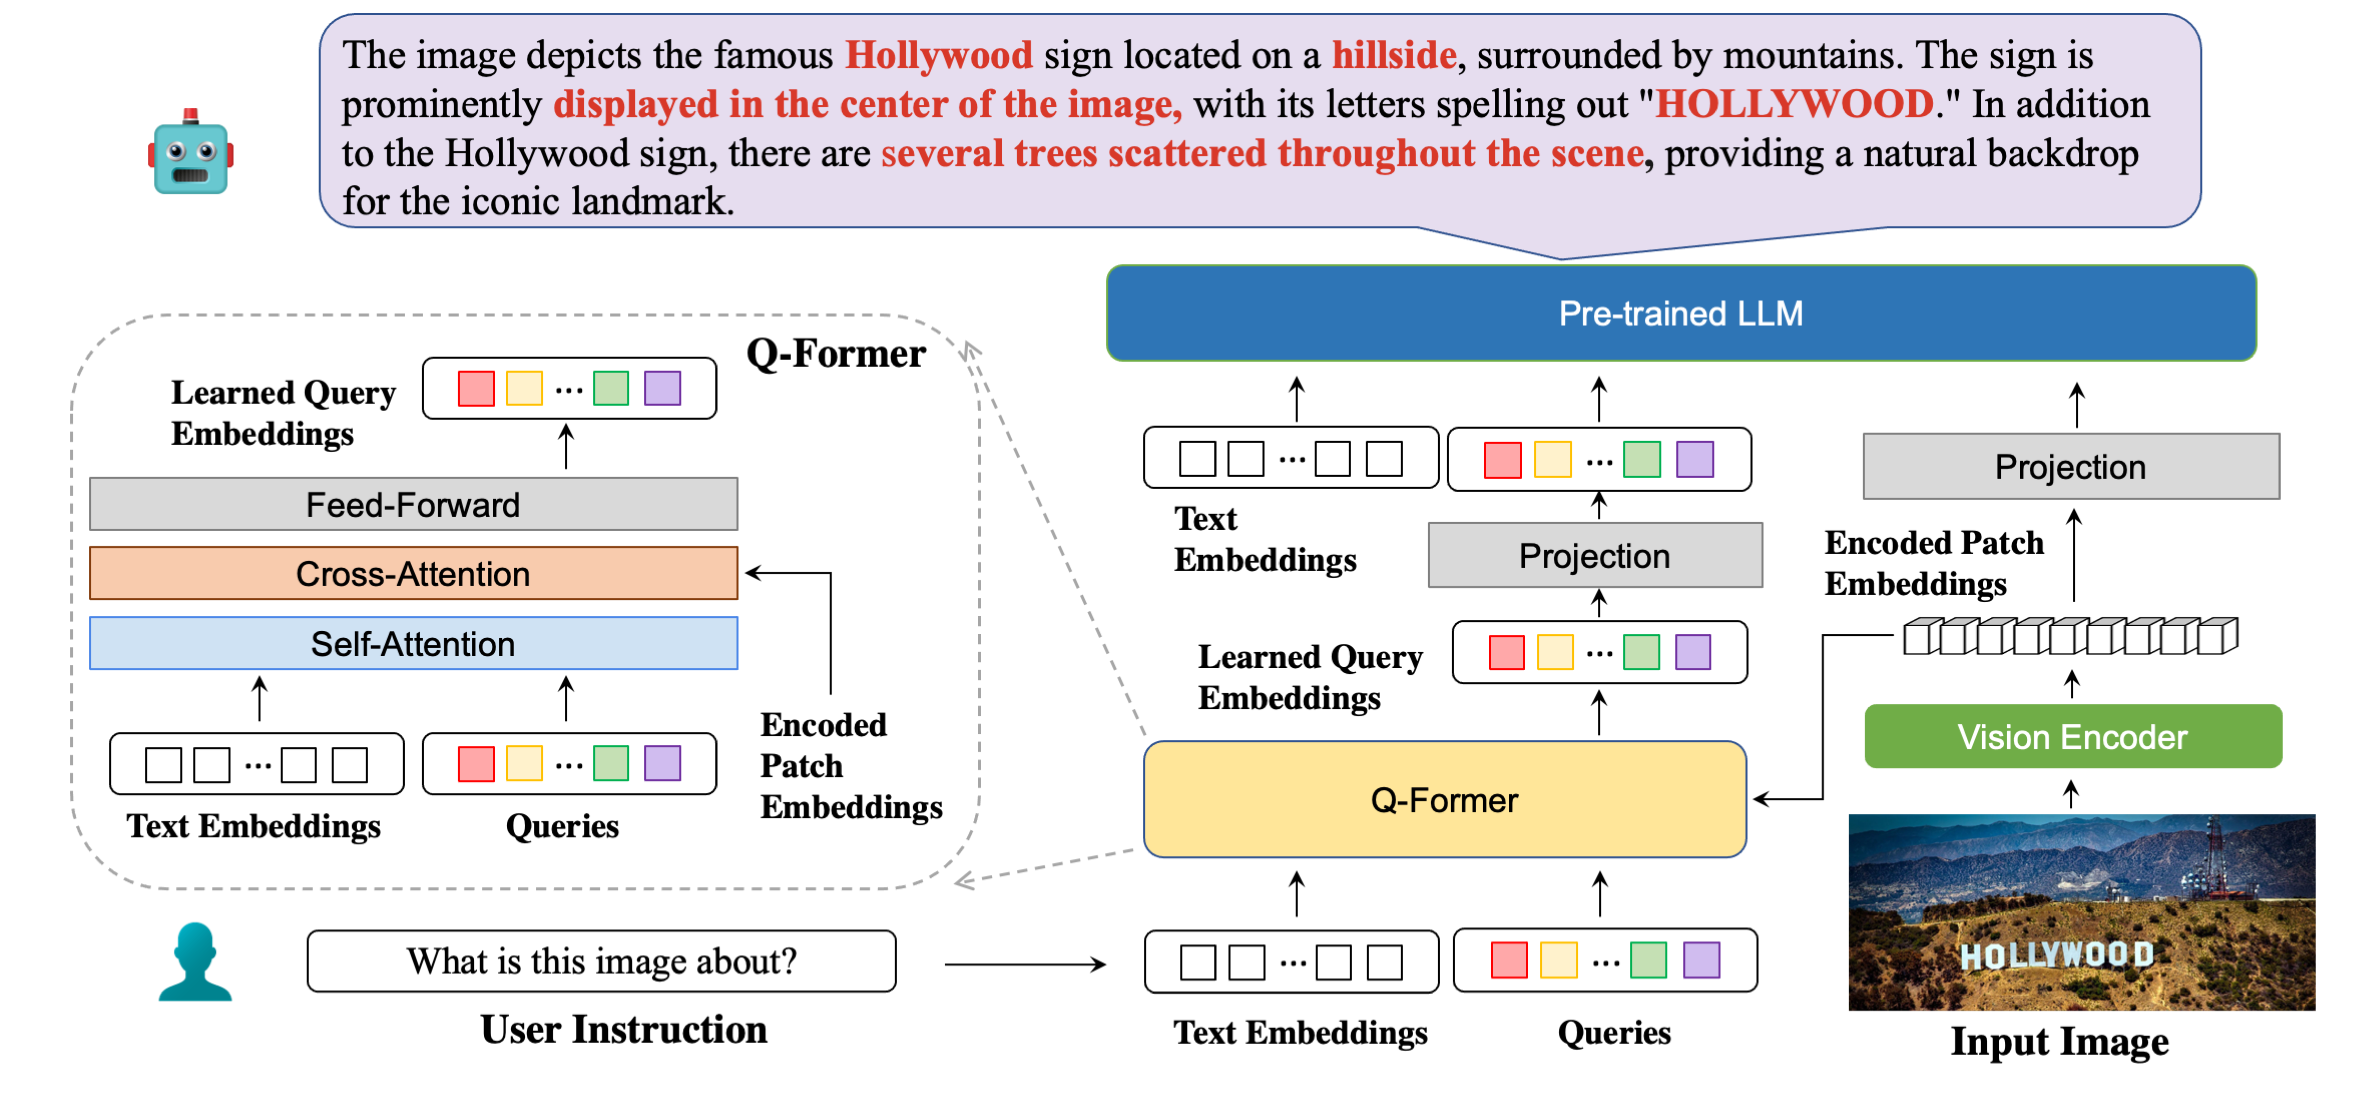 The image depicts the famous Hollywood sign located on a hillside, surrounded by mountains. The sign is
prominently displayed in the center of the image, with its letters spelling out "HOLLYWOOD." In addition
to the Hollywood sign, there are several trees scattered throughout the scene, providing a natural backdrop
for the iconic landmark.
Pre-trained LLM
Q-Former
Learned Query
Embeddings
...
Feed-Forward
Cross-Attention
Self-Attention
...
...
Text Embeddings
Queries
Encoded
Patch
Embeddings
...
...
Text
Embeddings
Projection
Projection
Learned Query
Embeddings
...
Encoded Patch
Embeddings
Q-Former
Vision Encoder
HOLLYWOOD
What is this image about?
User Instruction
...
...
Text Embeddings
Queries
Input Image